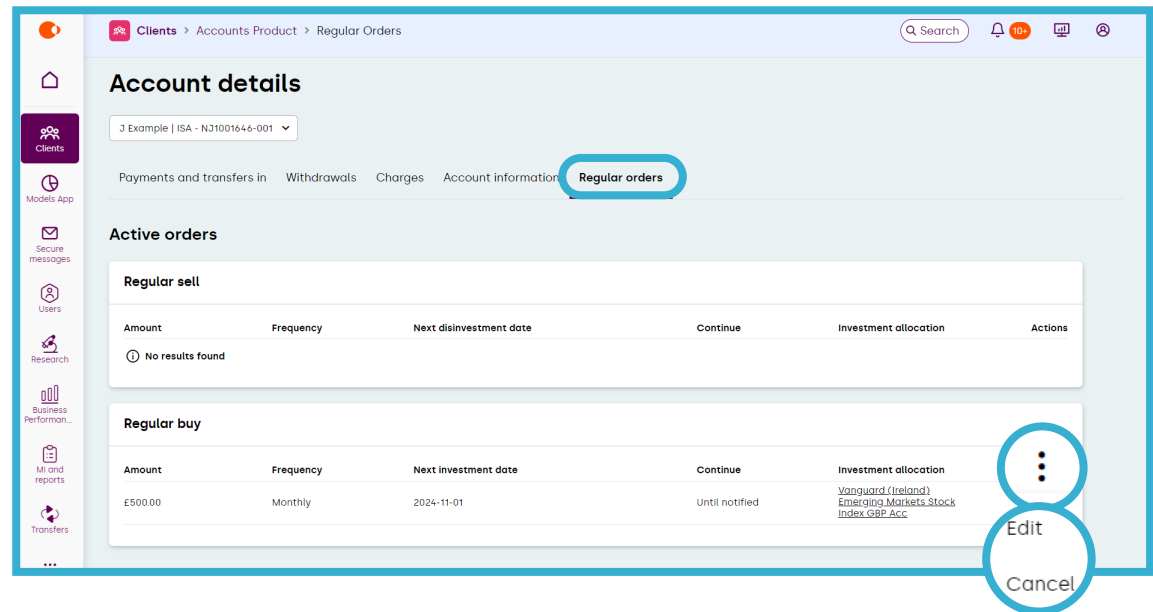 Clients > Accounts Product > Regular Orders
Search
10+
Account details
J Example | ISA - NJ1001646-001
Clients
Models App
Secure
messages
Users
Research
Business
Performan...
MI and
reports
Transfers
...
Payments and transfers in Withdrawals Charges Account information Regular orders
Active orders
Regular sell
Amount Frequency Next disinvestment date Continue Investment allocation Actions
No results found
Regular buy
Amount Frequency Next investment date Continue Investment allocation
£500.00 Monthly 2024-11-01 Until notified
Vanguard (Ireland)
Emerging Markets Stock
Index GBP Acc
Edit
Cancel